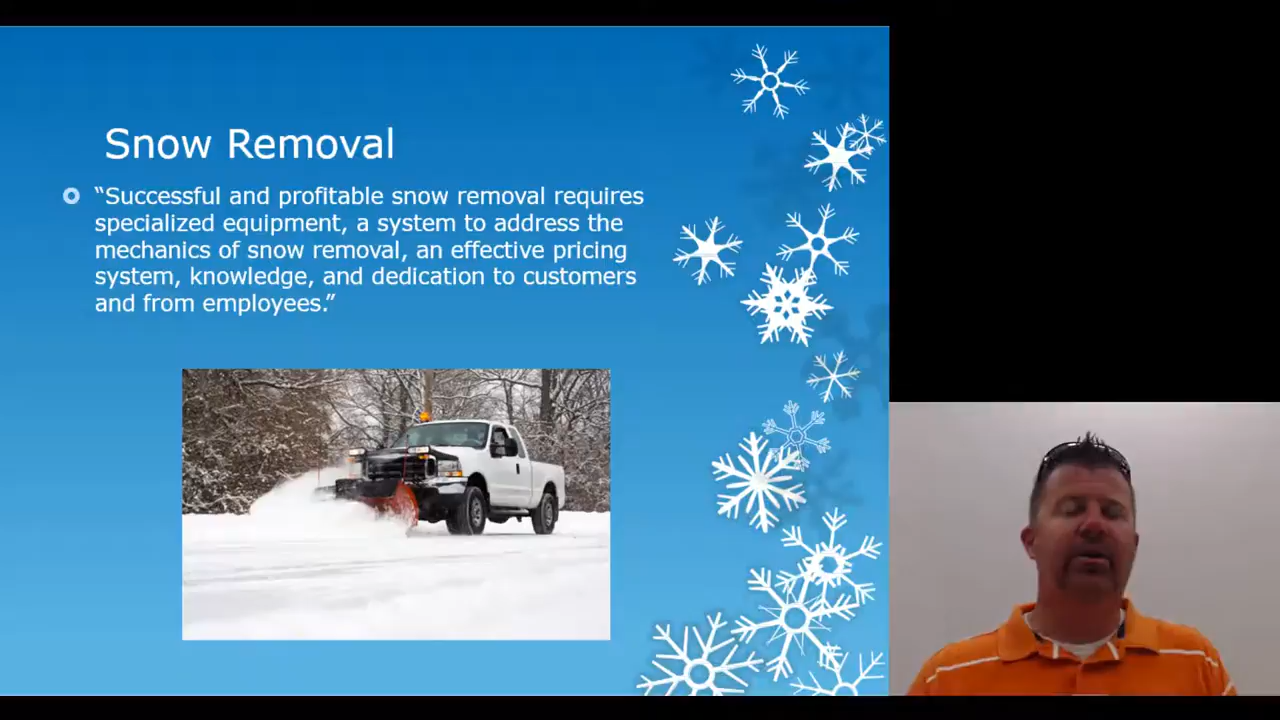 Snow Removal
“Successful and profitable snow removal requires
specialized equipment, a system to address the
mechanics of snow removal, an effective pricing
system, knowledge, and dedication to customers
and from employees.”